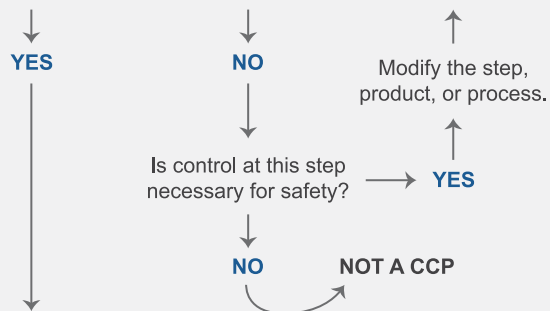 YES
NO
Modify the step,
product, or process.
Is control at this step
necessary for safety?
YES
NO
NOT A CCP